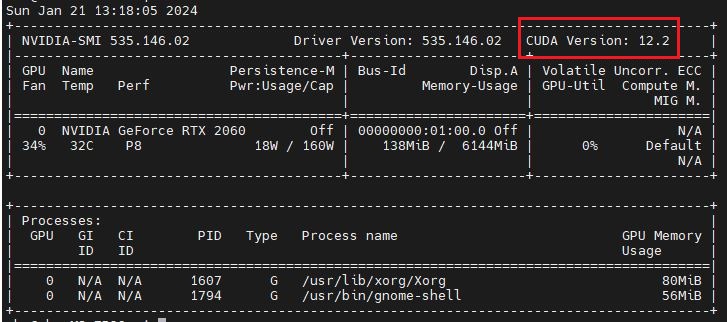 Sun Jan 21 13:18:05 2024
NVIDIA-SMI 535.146.02 Driver Version: 535.146.02 CUDA Version: 12.2
GPU Name Persistence-M | Bus-Id Disp.A | Volatile Uncorr. ECC
Fan Temp Perf Pwr:Usage/Cap | Memory-Usage | GPU-Util Compute M.
| | MIG M.
0 NVIDIA GeForce RTX 2060 Off | 00000000:01:00.0 Off | N/A
34% 32C P8 18W / 160W | 138MiB / 6144MiB | 0% Default
| | N/A
Processes:
GPU GI CI PID Type Process name GPU Memory
ID ID Usage
0 N/A N/A 1607 G /usr/lib/xorg/Xorg 80MiB
0 N/A N/A 1794 G /usr/bin/gnome-shell 56MiB